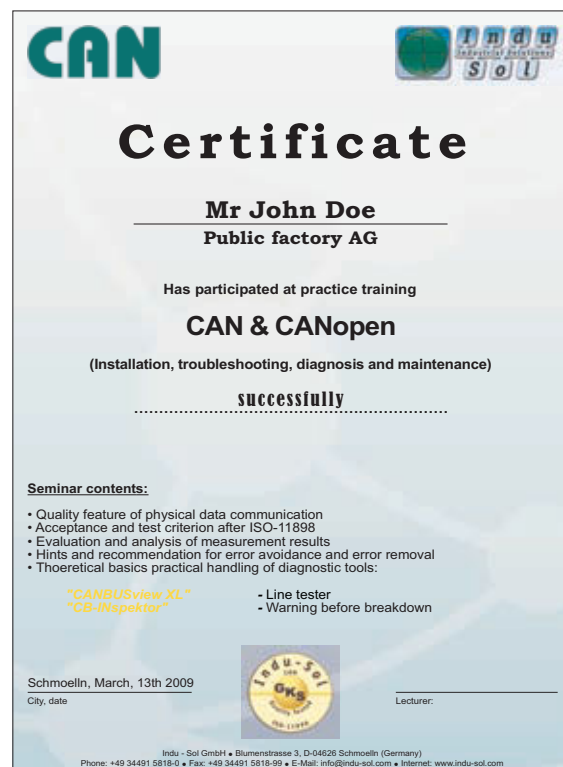 CAN
Indu
Industrial Solutions
Sol
Certificate
Mr John Doe
Public factory AG
Has participated at practice training
CAN & CANopen
(Installation, troubleshooting, diagnosis and maintenance)
successfully
Seminar contents:
• Quality feature of physical data communication
• Acceptance and test criterion after ISO-11898
• Evaluation and analysis of measurement results
• Hints and recommendation for error avoidance and error removal
• Thoeretical basics practical handling of diagnostic tools:
"CANBUSview XL" - Line tester
"CB-INspektor" - Warning before breakdown
Indu-Sol
GKS
ISO-11898
Schmoelln, March, 13th 2009
City, date
Lecturer:
Indu - Sol GmbH ● Blumenstrasse 3, D-04626 Schmoelln (Germany)
Phone: +49 34491 5818-0 ● Fax: +49 34491 5818-99 ● E-Mail: info@indu-sol.com ● Internet: www.indu-sol.com